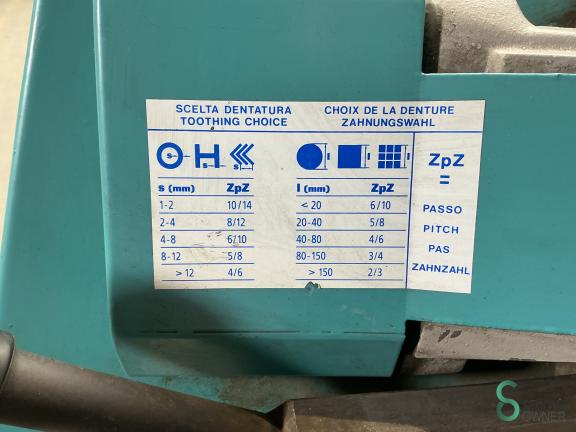 SCELTA DENTATURA CHOIX DE LA DENTURE
TOOTHING CHOICE ZAHNUNGSWAHL
s s s
s (mm) ZpZ
1-2 10/14
2-4 8/12
4-8 6/10
8-12 5/8
> 12 4/6
l l l
l (mm) ZpZ
< 20 6/10
20-40 5/8
40-80 4/6
80-150 3/4
> 150 2/3
ZpZ
=
PASSO
PITCH
PAS
ZAHNZAHL
OWNER